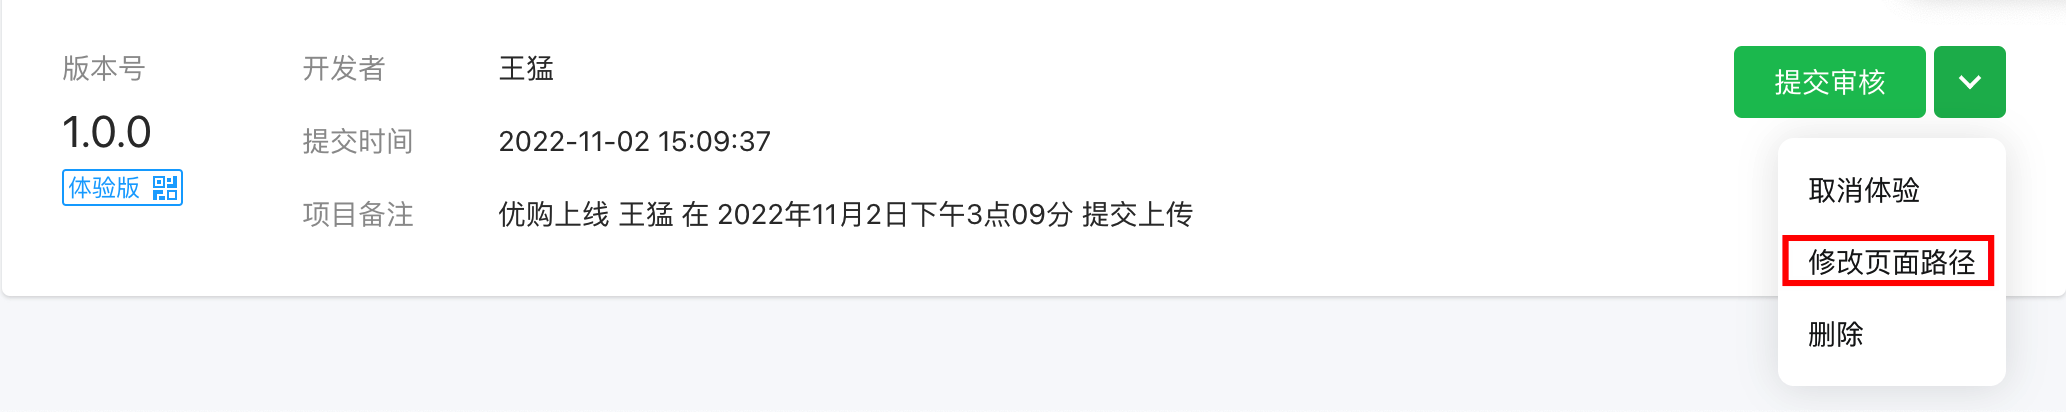 版本号
1.0.0
体验版
开发者 王猛
提交时间 2022-11-02 15:09:37
项目备注 优购上线 王猛 在 2022年11月2日下午3点09分 提交上传
提交审核
取消体验
修改页面路径
删除